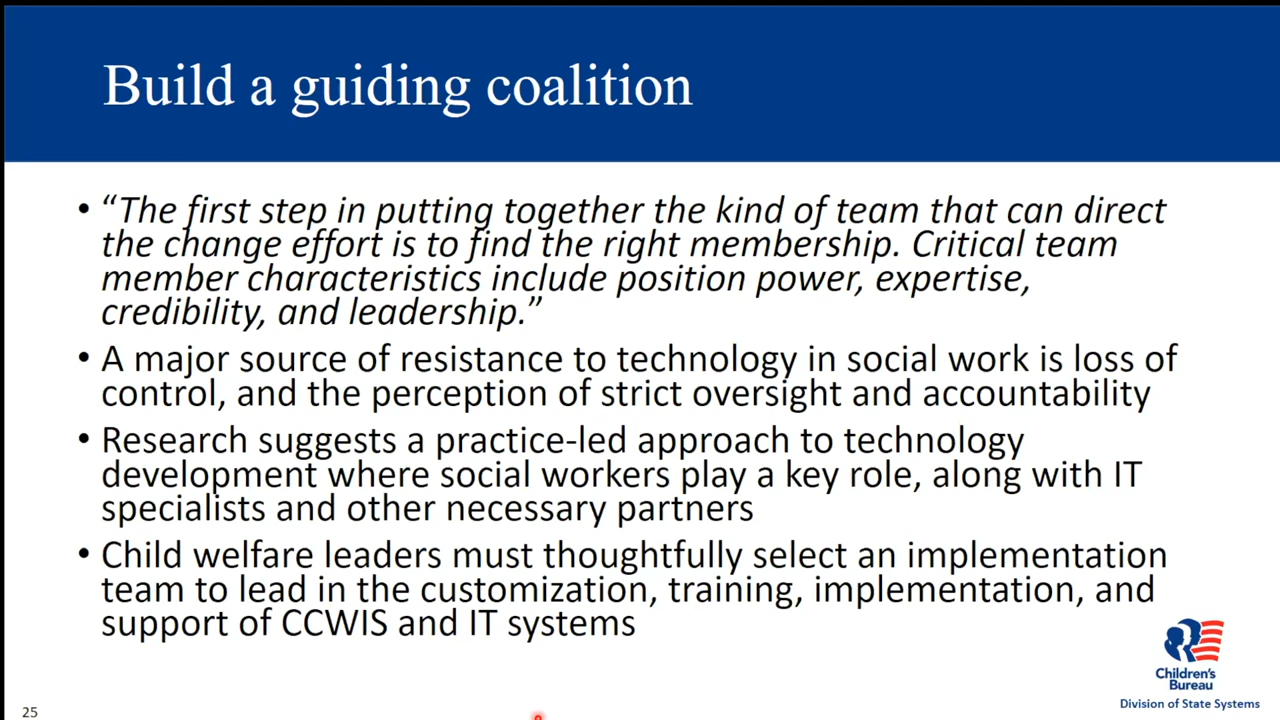 Build a guiding coalition
• “The first step in putting together the kind of team that can direct
the change effort is to find the right membership. Critical team
member characteristics include position power, expertise,
credibility, and leadership.”
• A major source of resistance to technology in social work is loss of
control, and the perception of strict oversight and accountability
• Research suggests a practice-led approach to technology
development where social workers play a key role, along with IT
specialists and other necessary partners
• Child welfare leaders must thoughtfully select an implementation
team to lead in the customization, training, implementation, and
support of CCWIS and IT systems
Children's
Bureau
Division of State Systems
25